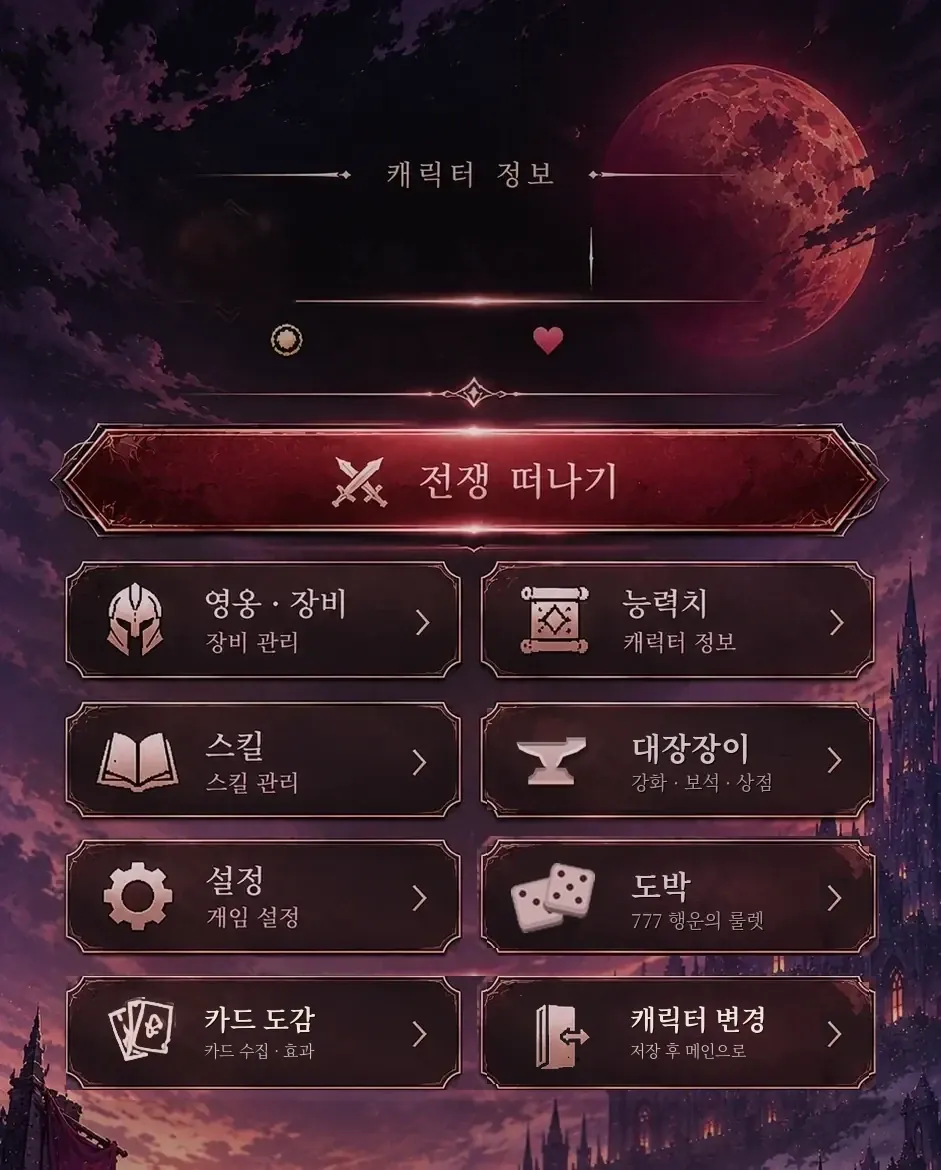 캐릭터 정보
전쟁 떠나기
영웅 · 장비
장비 관리
능력치
캐릭터 정보
스킬
스킬 관리
대장장이
강화 · 보석 · 상점
설정
게임 설정
도박
777 행운의 룰렛
카드 도감
카드 수집 · 효과
캐릭터 변경
저장 후 메인으로